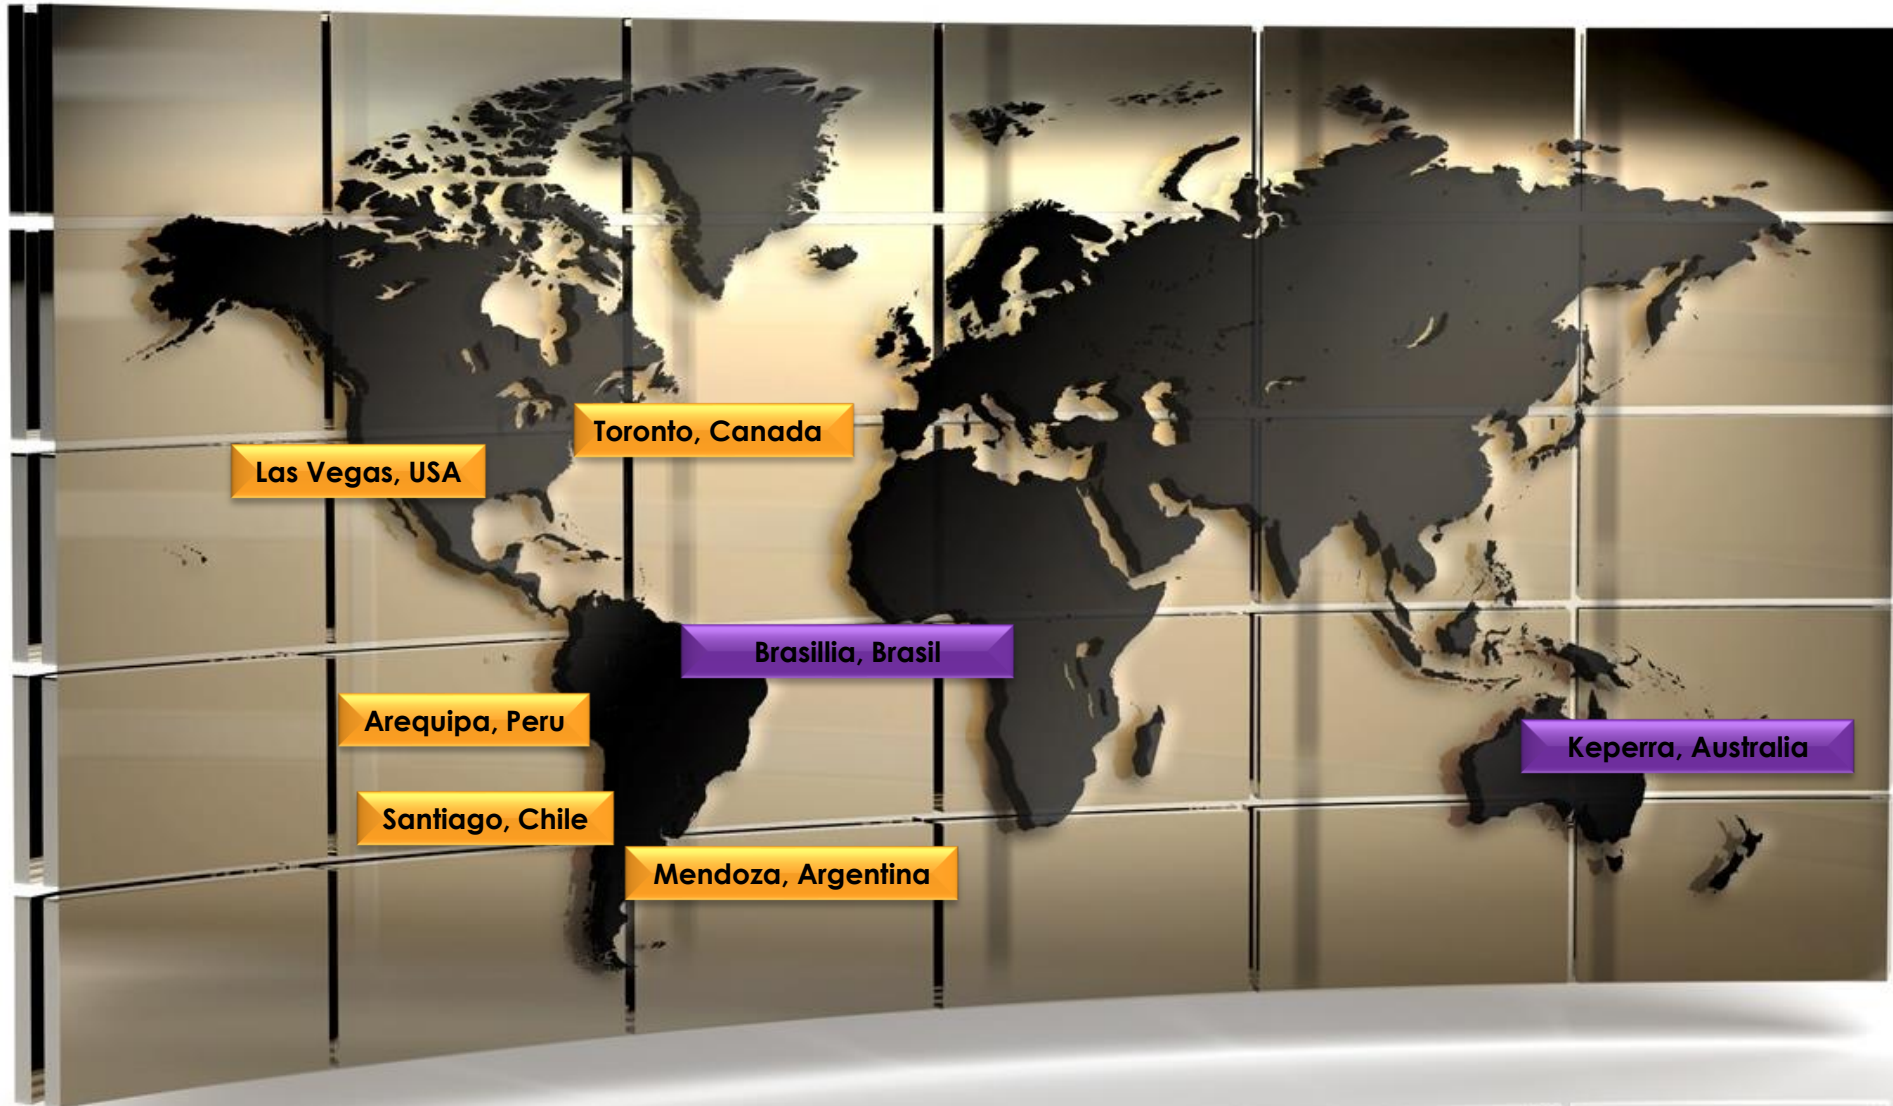 Toronto, Canada
Las Vegas, USA
Brasillia, Brasil
Arequipa, Peru
Keperra, Australia
Santiago, Chile
Mendoza, Argentina